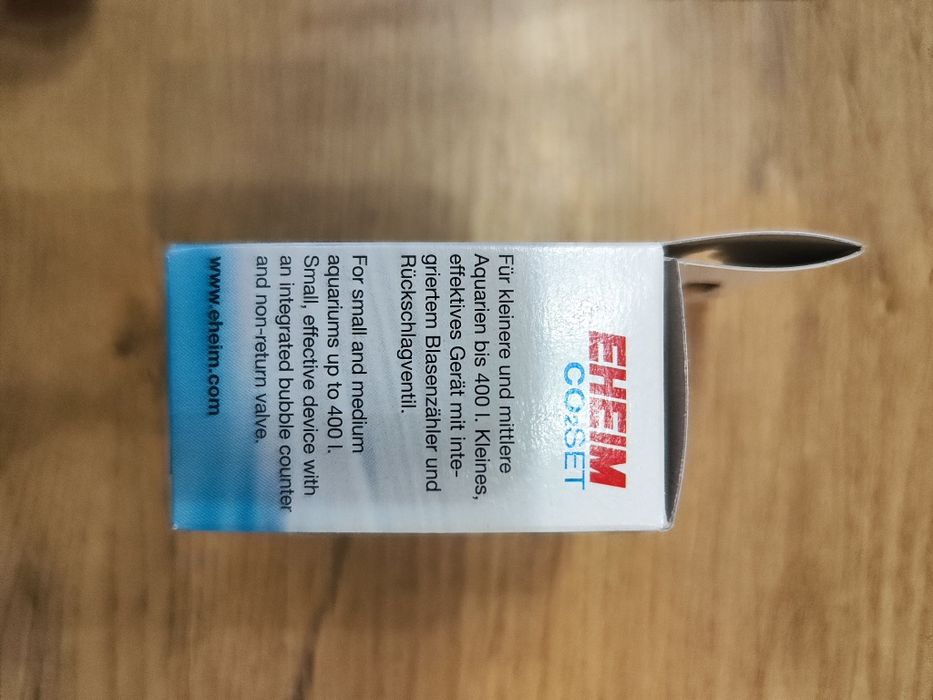 EHEIM
CO₂SET
Für kleinere und mittlere
Aquarien bis 400 l. Kleines,
effektives Gerät mit inte-
griertem Blasenzähler und
Rückschlagventil.
For small and medium
aquariums up to 400 l.
Small, effective device with
an integrated bubble counter
and non-return valve.
www.eheim.com